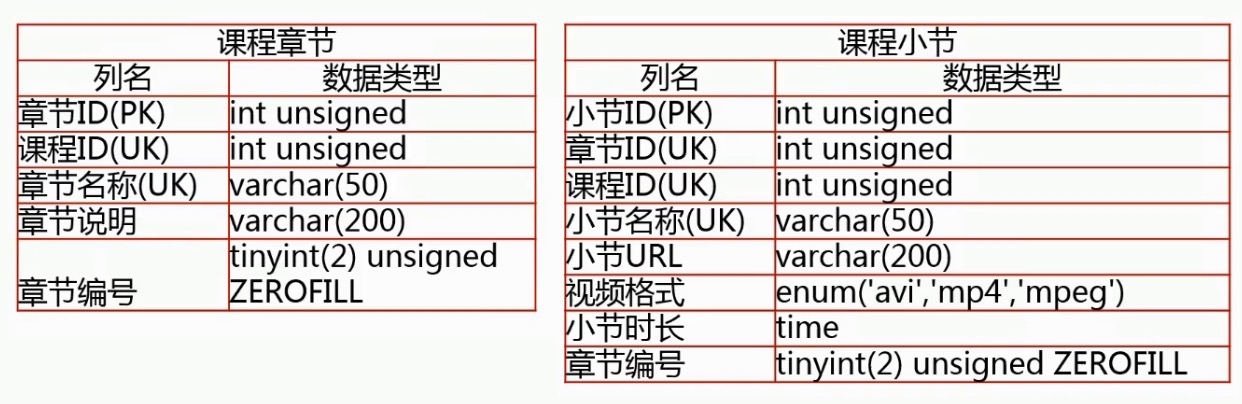 课程章节
列名 数据类型
章节ID(PK) int unsigned
课程ID(UK) int unsigned
章节名称(UK) varchar(50)
章节说明 varchar(200)
章节编号 tinyint(2) unsigned
ZEROFILL
课程小节
列名 数据类型
小节ID(PK) int unsigned
章节ID(UK) int unsigned
课程ID(UK) int unsigned
小节名称(UK) varchar(50)
小节URL varchar(200)
视频格式 enum('avi','mp4','mpeg')
小节时长 time
章节编号 tinyint(2) unsigned ZEROFILL